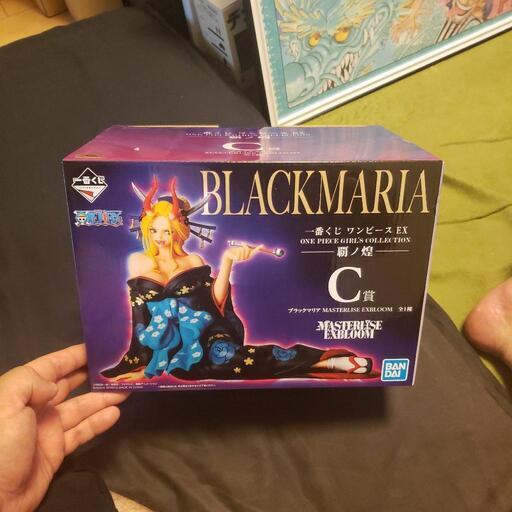 C賞
一番くじ
BLACKMARIA
一番くじ ワンピース EX
ONE PIECE GIRL'S COLLECTION
覇ノ煌
C賞
ブラックマリア MASTERLISE EXBLOOM 全1種
MASTERLISE
EXBLOOM
BANDAI